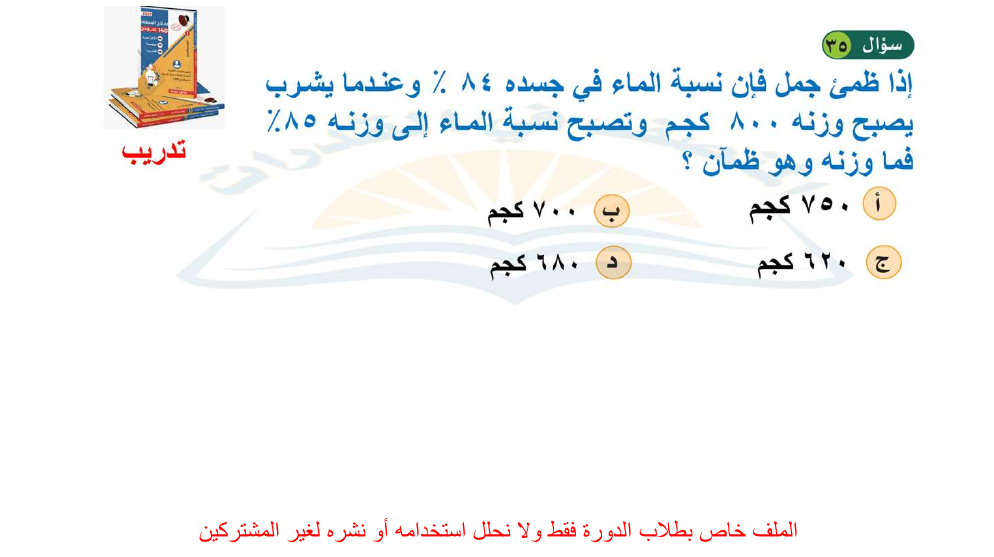 سؤال ٣٥
إذا ظمئ جمل فإن نسبة الماء في جسده ٨٤ ٪ وعندما يشرب
يصبح وزنه ٨٠٠ كجم وتصبح نسبة الماء إلى وزنه ٨٥٪
فما وزنه وهو ظمآن ؟
أ ٧٥٠ كجم
ب ٧٠٠ كجم
ج ٦٢٠ كجم
د ٦٨٠ كجم
تدريب
الملف خاص بطلاب الدورة فقط ولا نحلل استخدامه أو نشره لغير المشتركين